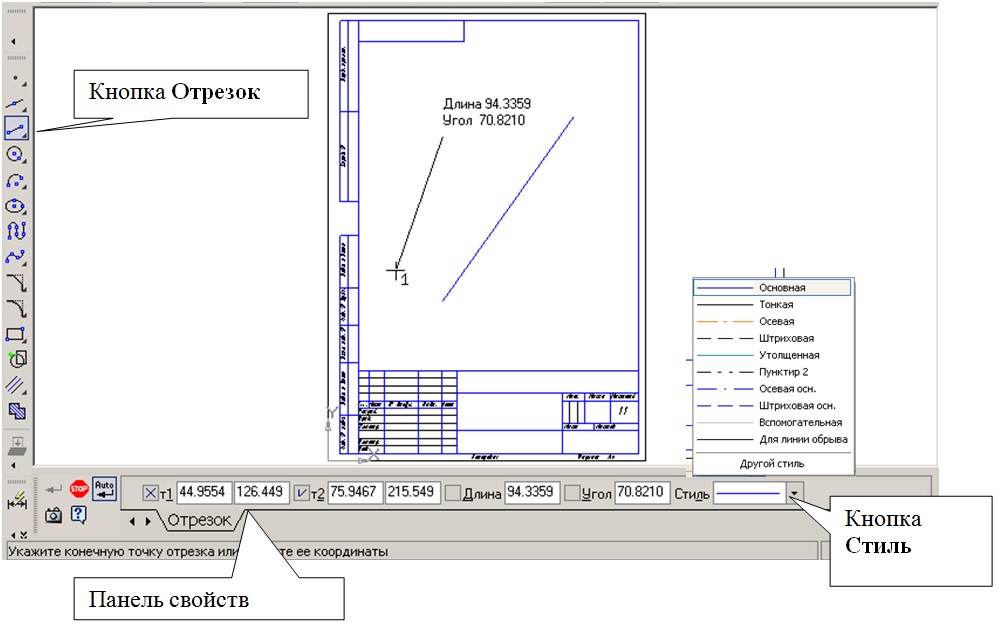 Кнопка Отрезок
Длина 94.3359
Угол 70.8210
1
Основная
Тонкая
Осевая
Штриховая
Утолщенная
Пунктир 2
Осевая осн.
Штриховая осн.
Вспомогательная
Для линии обрыва
Другой стиль
STOP Auto
т1 44.9554 126.449 т2 75.9467 215.549 Длина 94.3359 Угол 70.8210 Стиль
Отрезок
Укажите конечную точку отрезка или те ее координаты
Кнопка
Стиль
Панель свойств